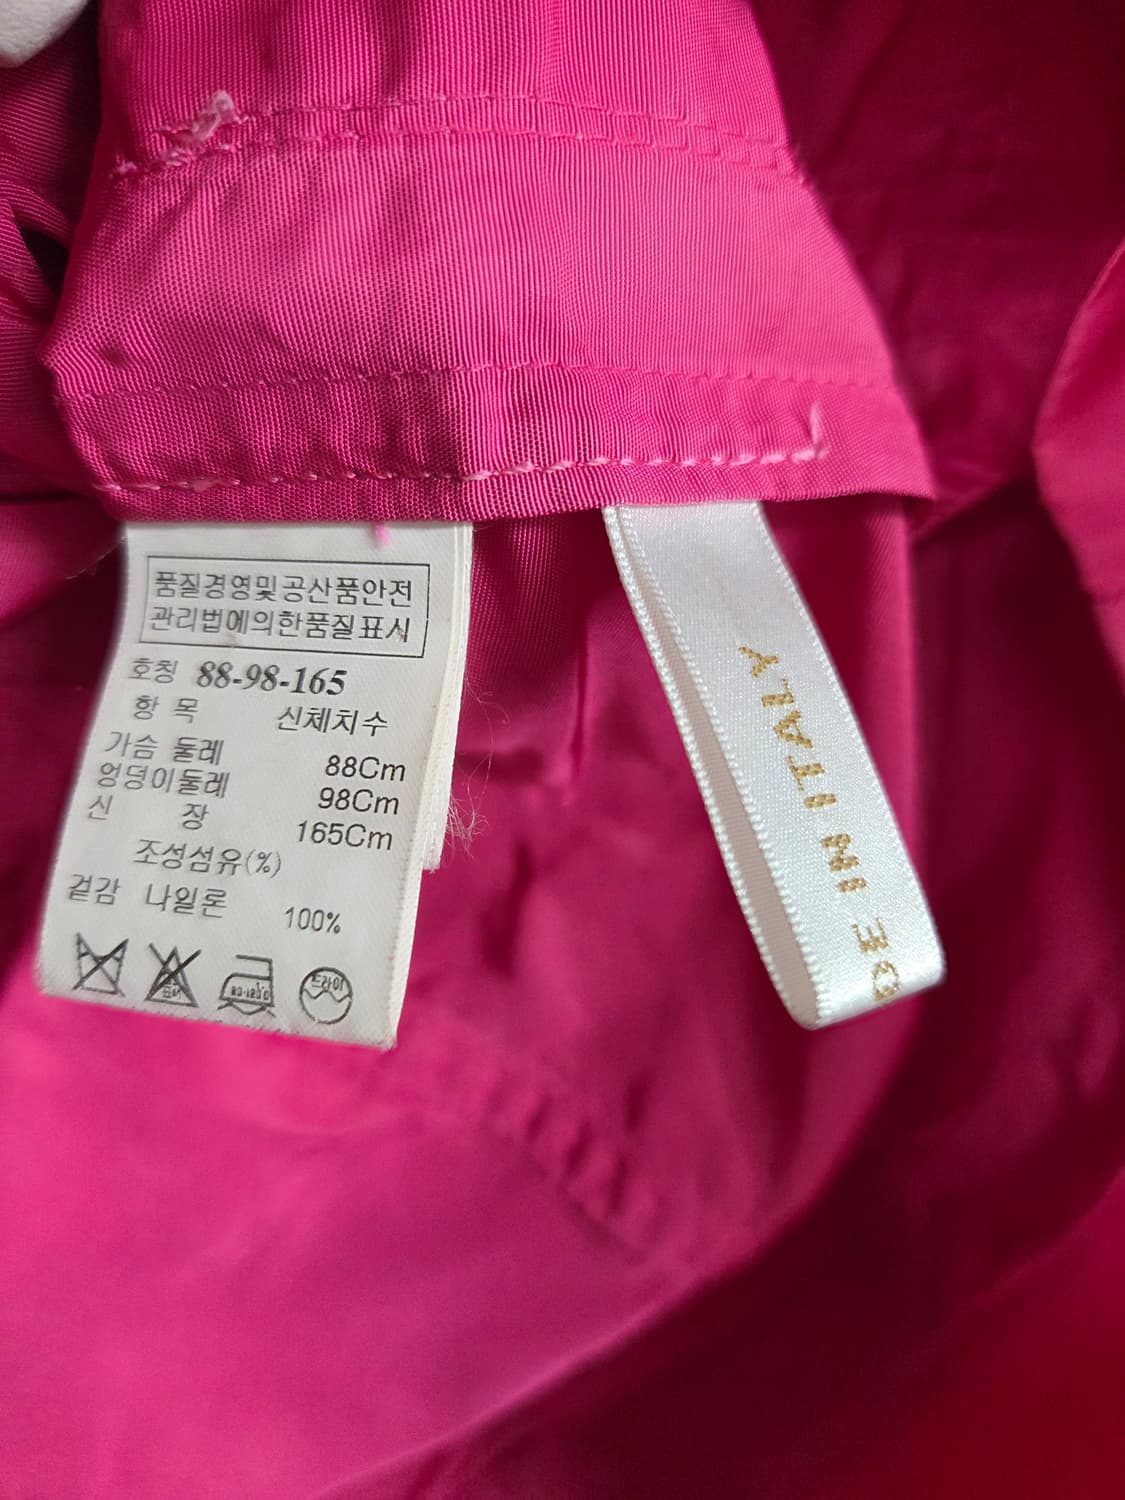 품질경영및공산품안전
관리법에의한품질표시
호칭 88-98-165
항 목 신체치수
가슴 둘레 88Cm
엉덩이둘레 98Cm
신 장 165Cm
조성섬유(%)
겉감 나일론 100%
드라이
DE IN ITALY